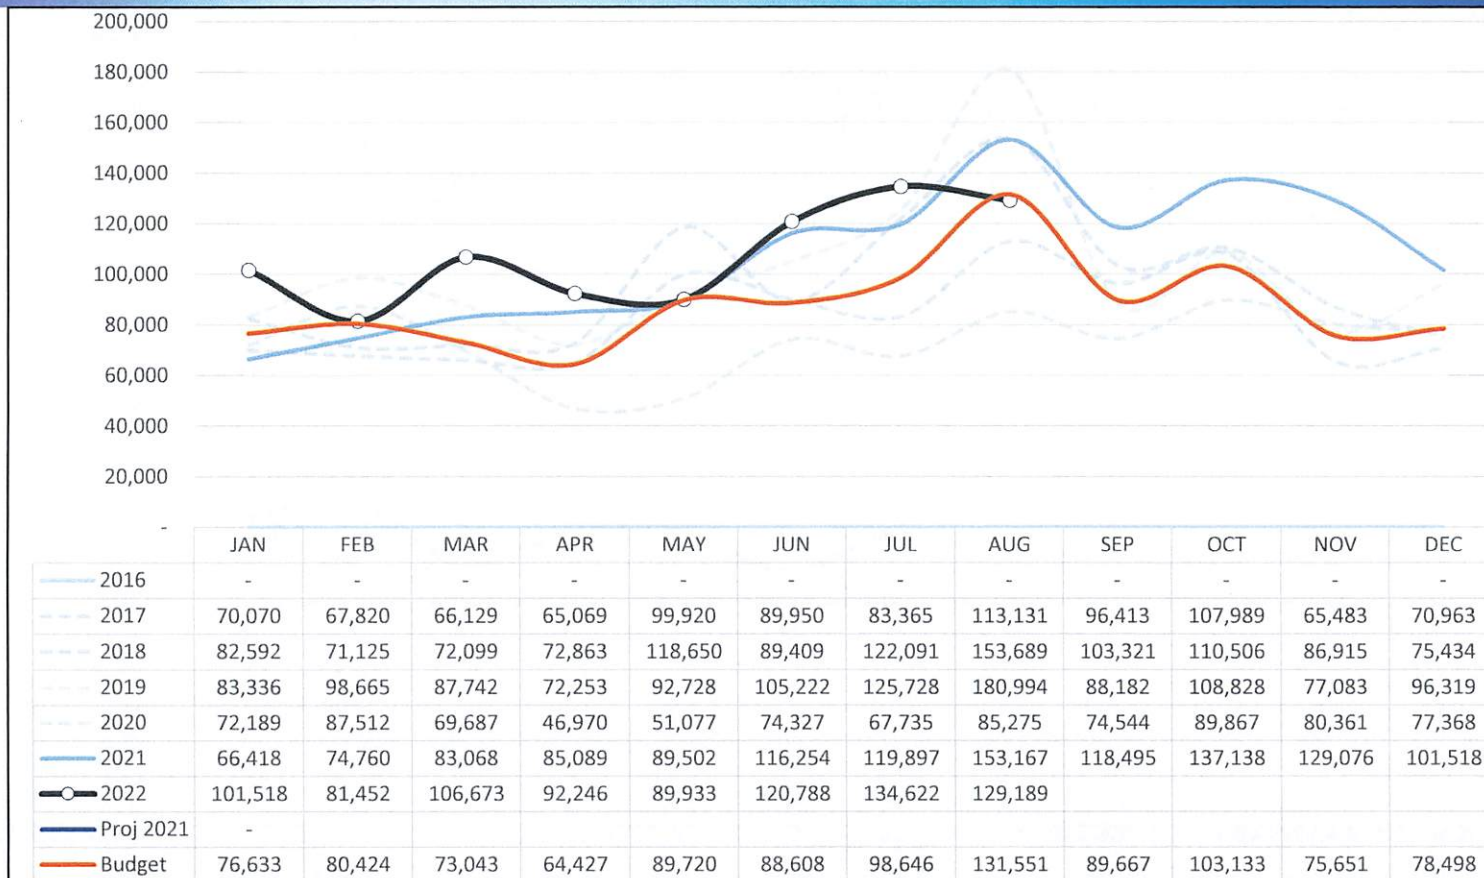 200,000
180,000
160,000
140,000
120,000
100,000
80,000
60,000
40,000
20,000
-
JAN FEB MAR APR MAY JUN JUL AUG SEP OCT NOV DEC
2016 - - - - - - - - - - - -
2017 70,070 67,820 66,129 65,069 99,920 89,950 83,365 113,131 96,413 107,989 65,483 70,963
2018 82,592 71,125 72,099 72,863 118,650 89,409 122,091 153,689 103,321 110,506 86,915 75,434
2019 83,336 98,665 87,742 72,253 92,728 105,222 125,728 180,994 88,182 108,828 77,083 96,319
2020 72,189 87,512 69,687 46,970 51,077 74,327 67,735 85,275 74,544 89,867 80,361 77,368
2021 66,418 74,760 83,068 85,089 89,502 116,254 119,897 153,167 118,495 137,138 129,076 101,518
2022 101,518 81,452 106,673 92,246 89,933 120,788 134,622 129,189
Proj 2021 -
Budget 76,633 80,424 73,043 64,427 89,720 88,608 98,646 131,551 89,667 103,133 75,651 78,498